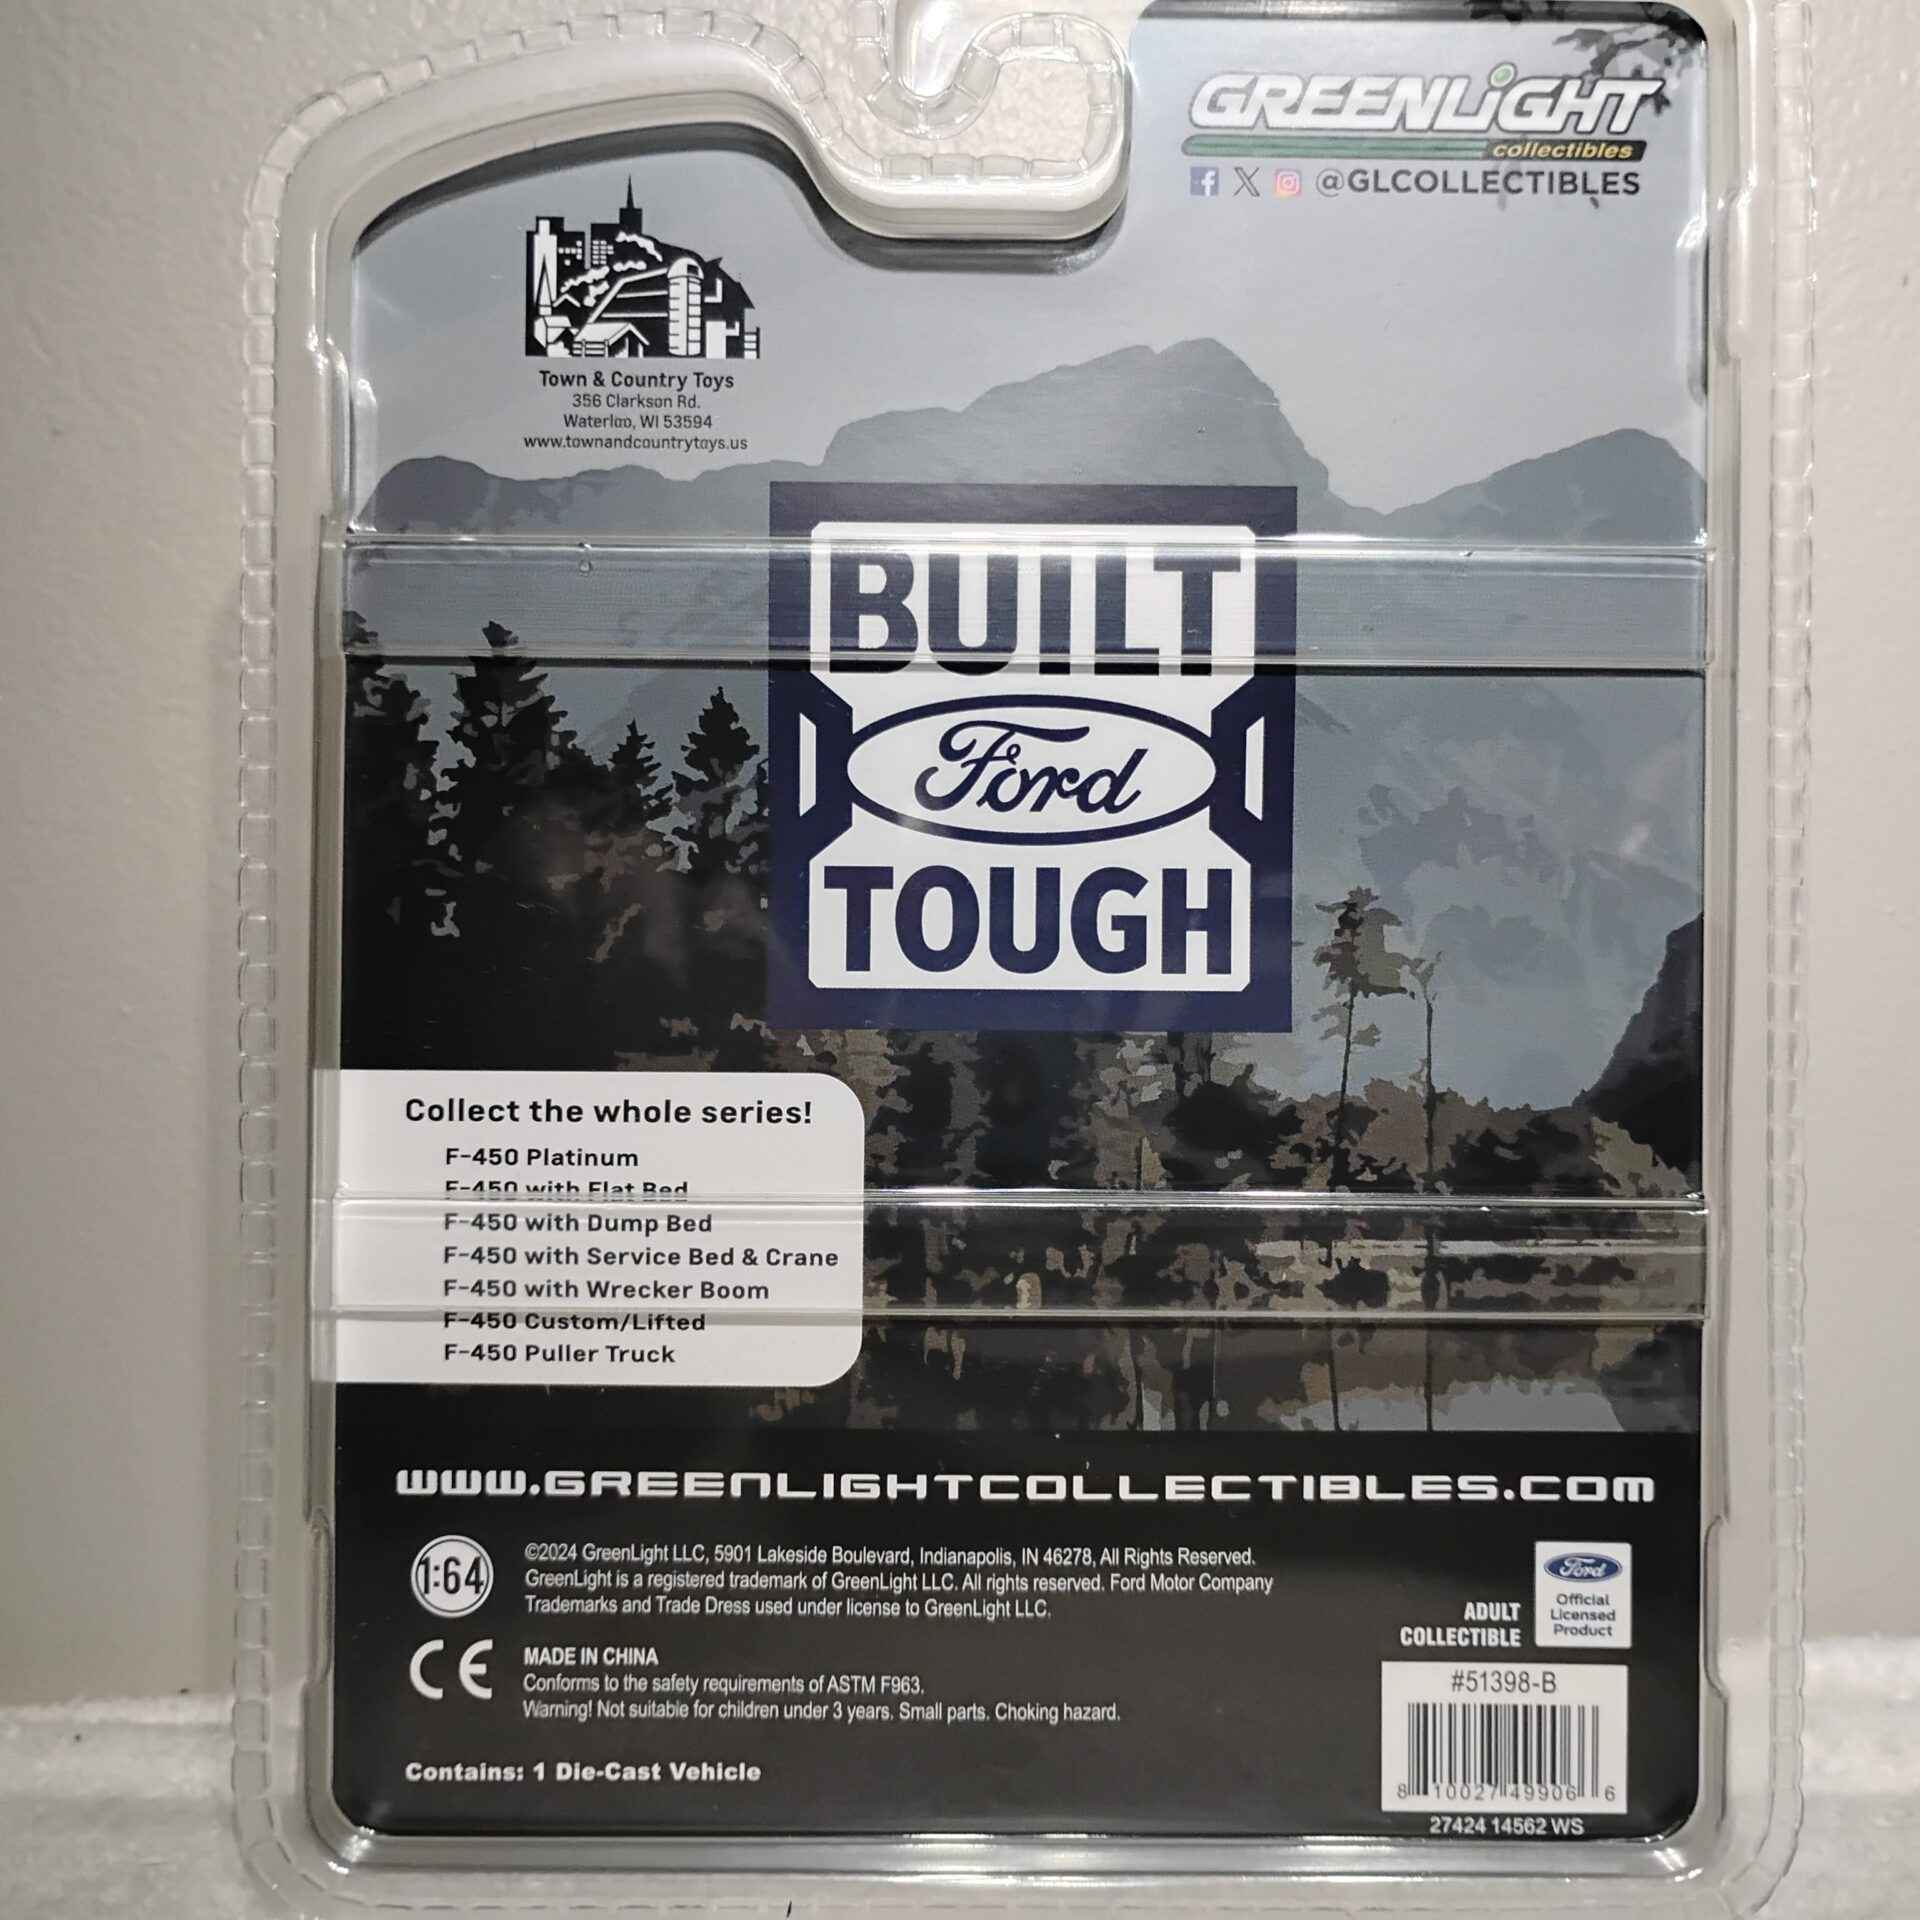 GREENLiGHT
collectibles
@GLCOLLECTIBLES
Town & Country Toys
356 Clarkson Rd.
Waterloo, WI 53594
www.townandcountrytoys.us
BUILT
Ford
TOUGH
Collect the whole series!
F-450 Platinum
F-450 with Flat Bed
F-450 with Dump Bed
F-450 with Service Bed & Crane
F-450 with Wrecker Boom
F-450 Custom/Lifted
F-450 Puller Truck
www.GREENLIGHTCOLLECTIBLES.com
1:64
©2024 GreenLight LLC, 5901 Lakeside Boulevard, Indianapolis, IN 46278, All Rights Reserved.
GreenLight is a registered trademark of GreenLight LLC. All rights reserved. Ford Motor Company
Trademarks and Trade Dress used under license to GreenLight LLC.
CE
MADE IN CHINA
Conforms to the safety requirements of ASTM F963.
Warning! Not suitable for children under 3 years. Small parts. Choking hazard.
Contains: 1 Die-Cast Vehicle
ADULT
COLLECTIBLE
Ford
Official
Licensed
Product
#51398-B
8 10027 49906 6
27424 14562 WS